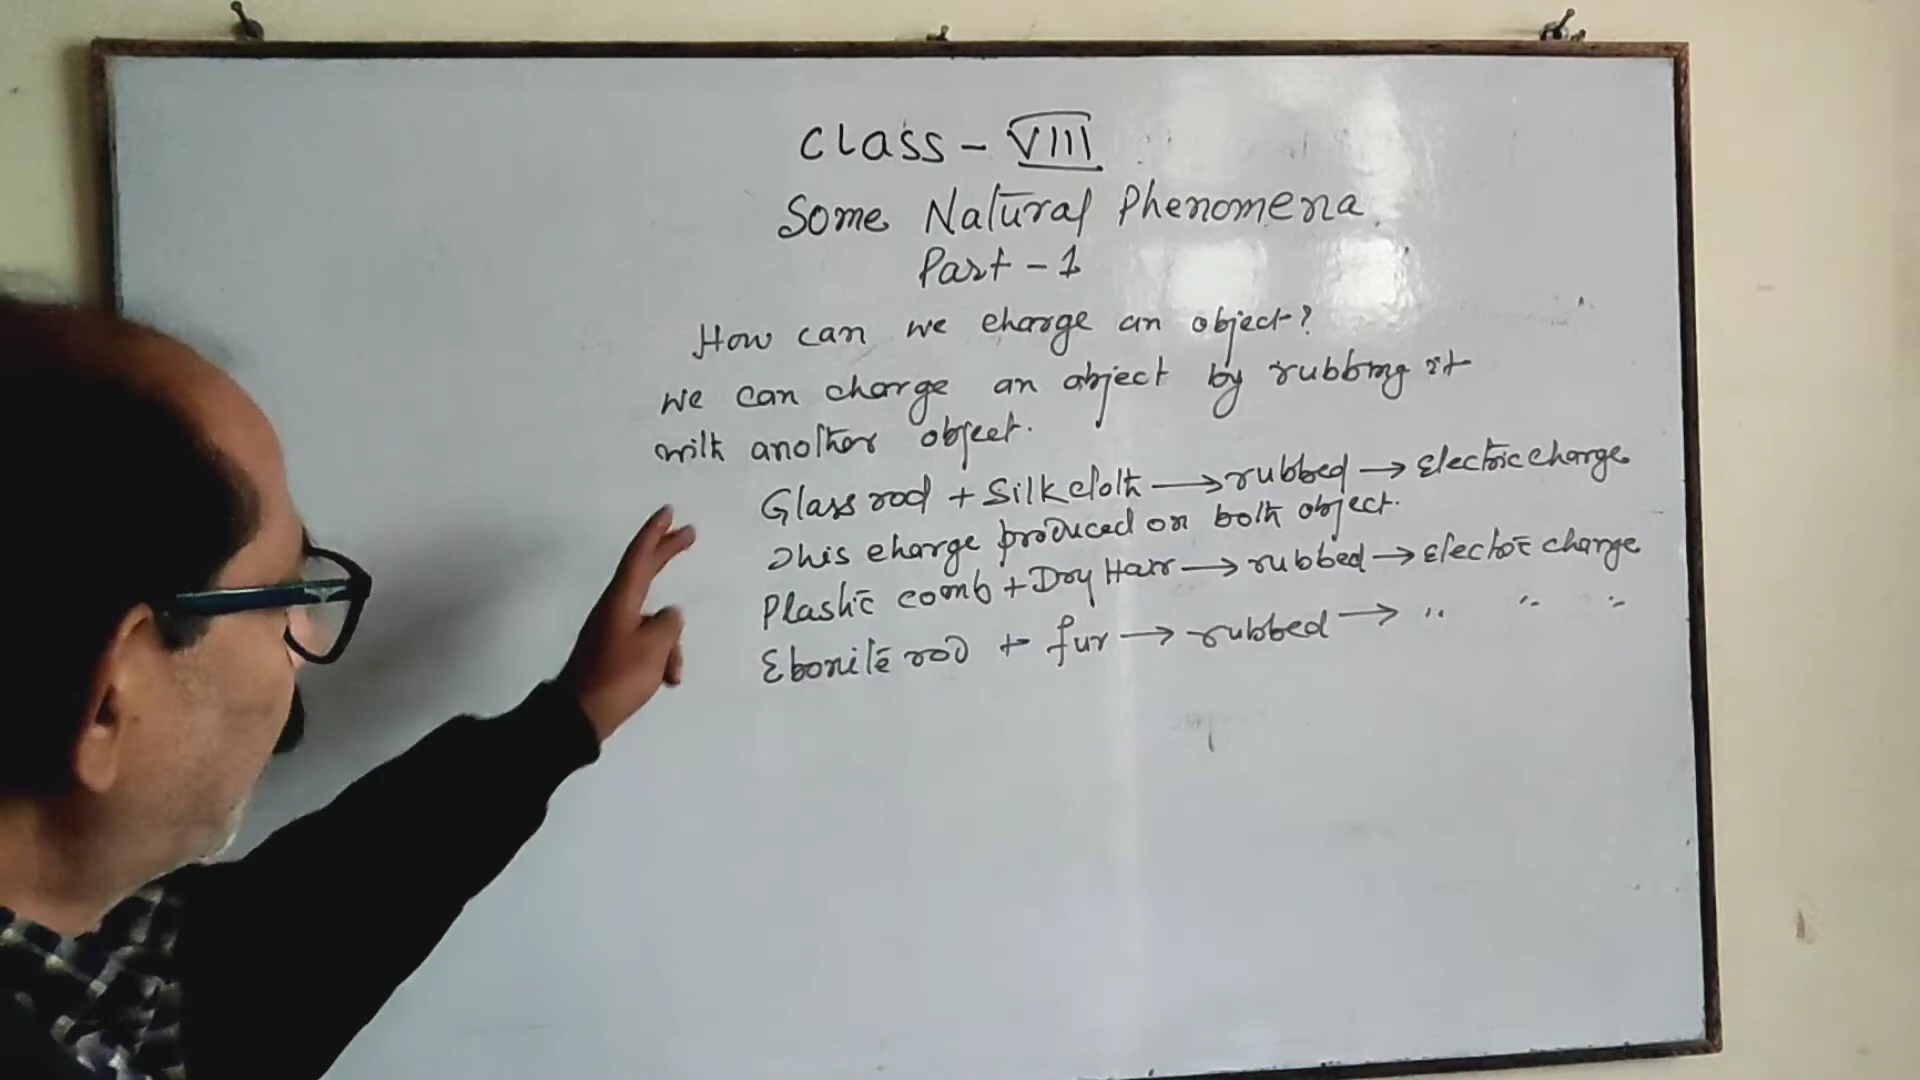 Class - VIII
Some Natural Phenomena
Part - 1
How can we charge an object?
We can charge an object by rubbing it
with another object.
Glass rod + Silk cloth → rubbed → Electric charge
This charge produced on both object.
Plastic comb + Dry Hair → rubbed → Electric charge
Ebonite rod + fur → rubbed → " " "